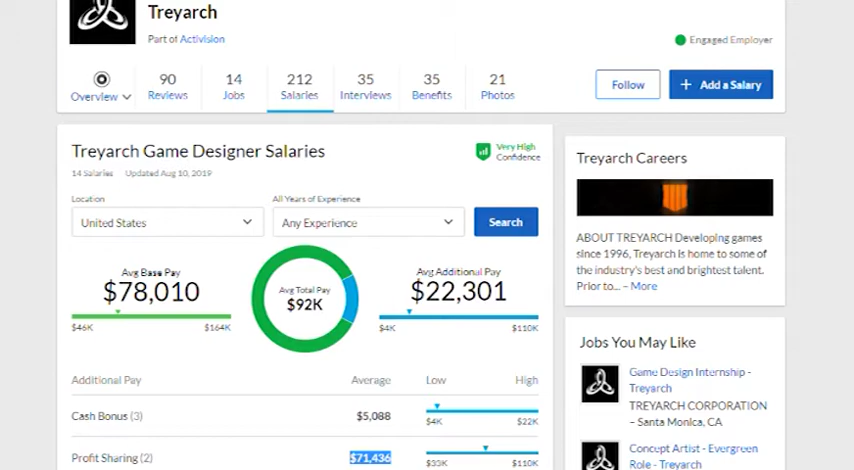 Treyarch
Part of Activision
Engaged Employer
Overview
90
Reviews
14
Jobs
212
Salaries
35
Interviews
35
Benefits
21
Photos
Follow
+ Add a Salary
Treyarch Game Designer Salaries
14 Salaries Updated Aug 10, 2019
Very High
Confidence
Location
United States
All Years of Experience
Any Experience
Search
Avg Base Pay
$78,010
$46K
$164K
Avg Total Pay
$92K
Avg Additional Pay
$22,301
$4K
$110K
Additional Pay
Average
Low
High
Cash Bonus (3)
$5,088
$4K
$22K
Profit Sharing (2)
$71,436
$33K
$110K
Treyarch Careers
ABOUT TREYARCH Developing games
since 1996, Treyarch is home to some of
the industry's best and brightest talent.
Prior to... – More
Jobs You May Like
Game Design Internship -
Treyarch
TREYARCH CORPORATION
– Santa Monica, CA
Concept Artist - Evergreen
Role - Treyarch